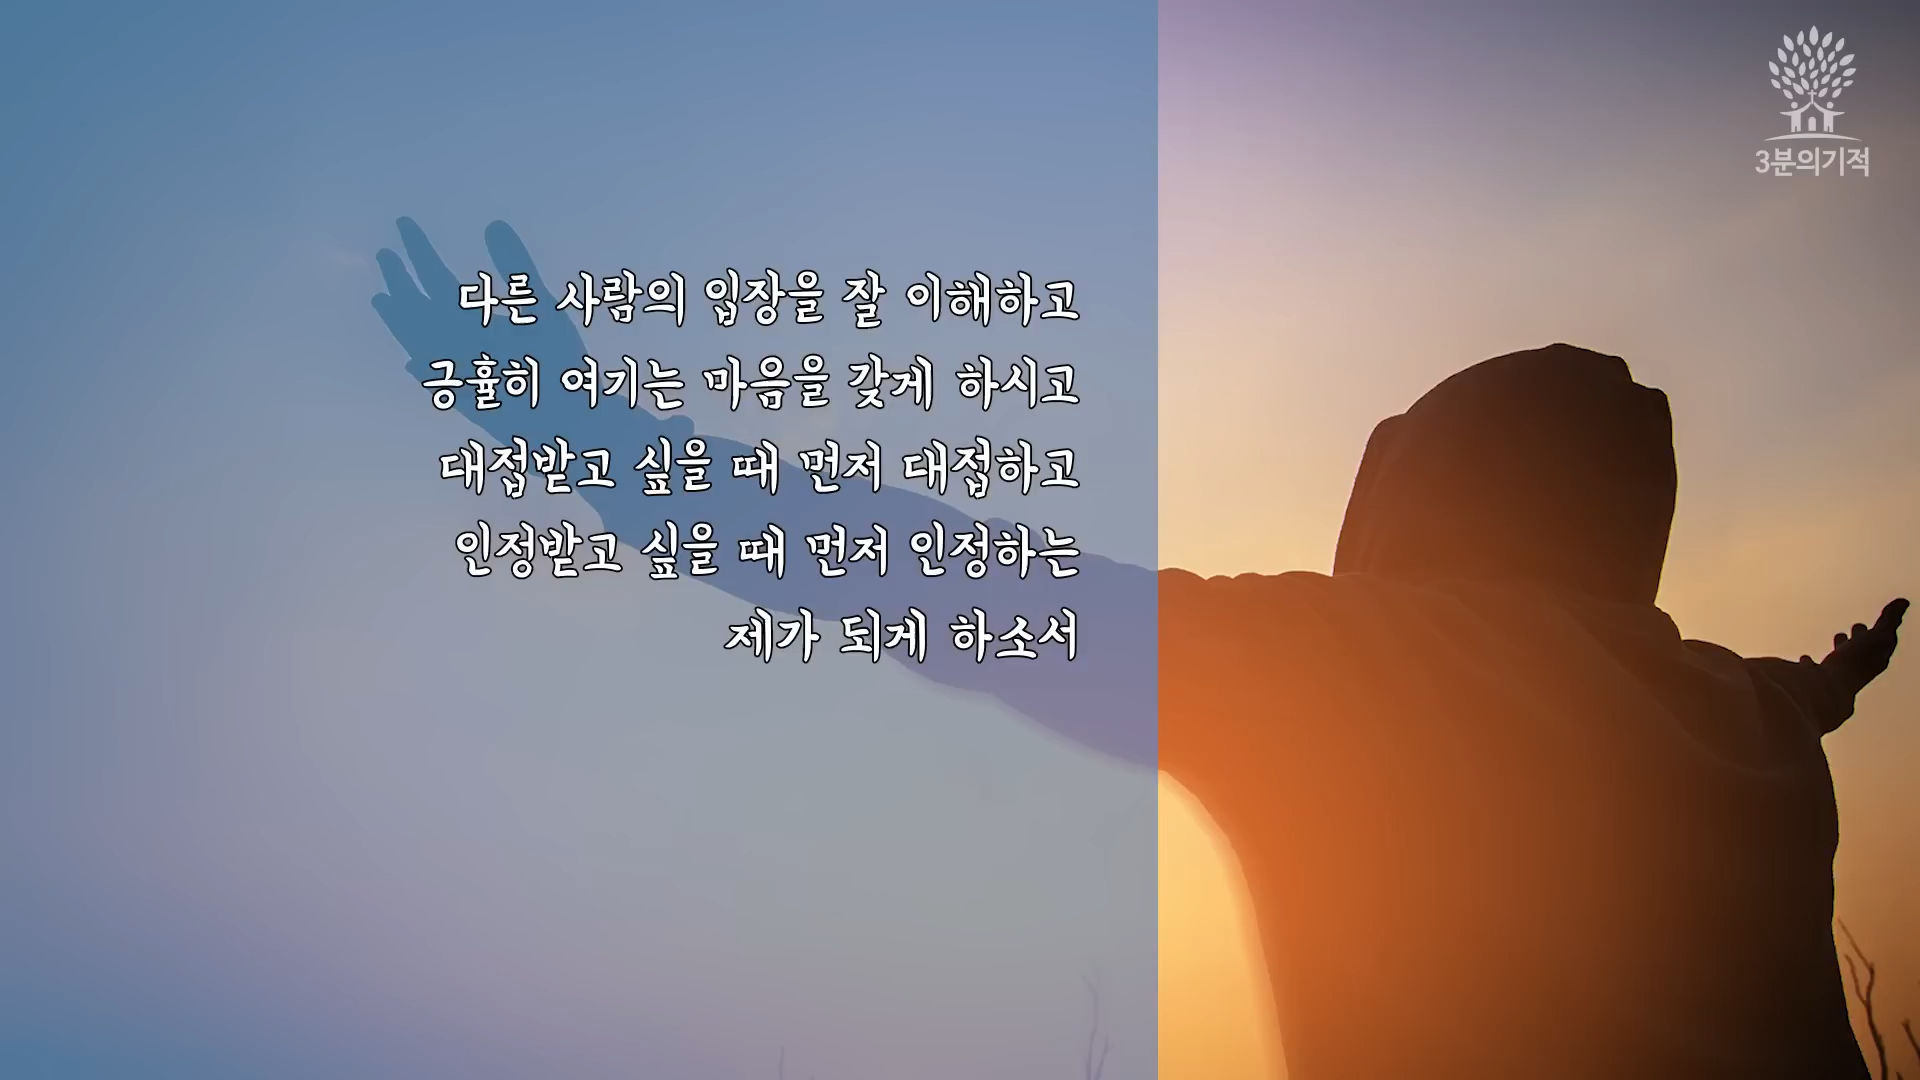 3분의기적
다른 사람의 입장을 잘 이해하고
긍휼히 여기는 마음을 갖게 하시고
대접받고 싶을 때 먼저 대접하고
인정받고 싶을 때 먼저 인정하는
제가 되게 하소서